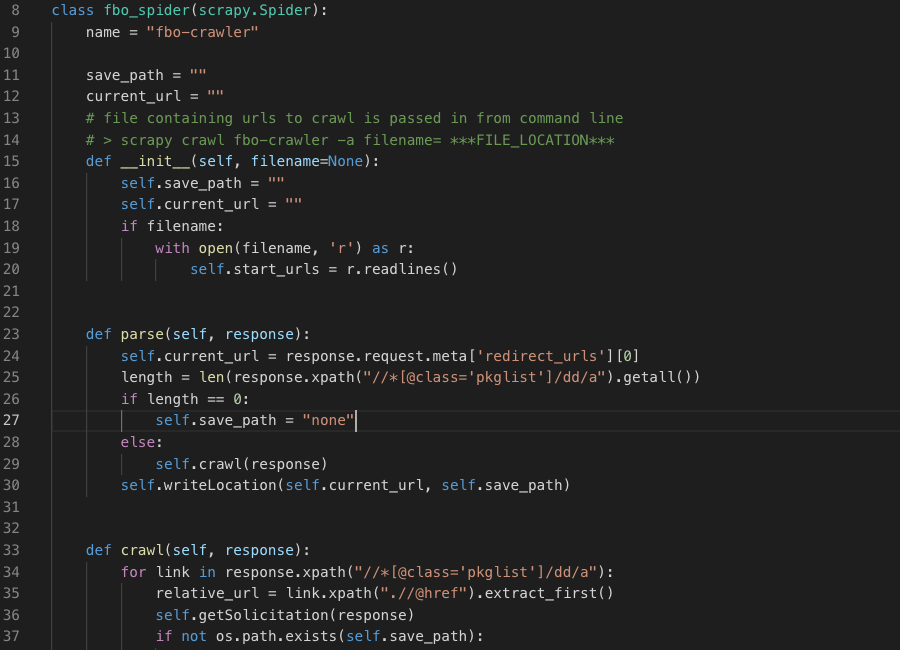 8 class fbo_spider(scrapy.Spider):
9     name = "fbo-crawler"
10
11     save_path = ""
12     current_url = ""
13     # file containing urls to crawl is passed in from command line
14     # > scrapy crawl fbo-crawler -a filename= ***FILE_LOCATION***
15     def __init__(self, filename=None):
16         self.save_path = ""
17         self.current_url = ""
18         if filename:
19             with open(filename, 'r') as r:
20                 self.start_urls = r.readlines()
21
22
23     def parse(self, response):
24         self.current_url = response.request.meta['redirect_urls'][0]
25         length = len(response.xpath("//*[@class='pkglist']/dd/a").getall())
26         if length == 0:
27             self.save_path = "none"
28         else:
29             self.crawl(response)
30         self.writeLocation(self.current_url, self.save_path)
31
32
33     def crawl(self, response):
34         for link in response.xpath("//*[@class='pkglist']/dd/a"):
35             relative_url = link.xpath(".//@href").extract_first()
36             self.getSolicitation(response)
37             if not os.path.exists(self.save_path):